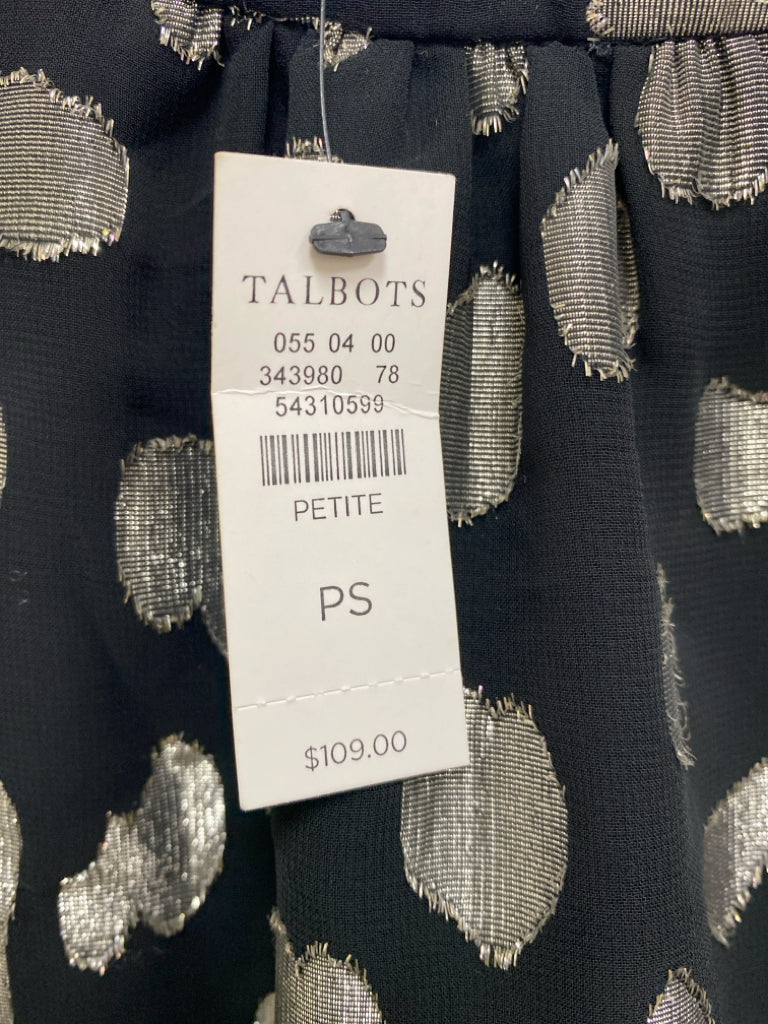 TALBOTS
055 04 00
343980 78
54310599
PETITE
PS
$109.00